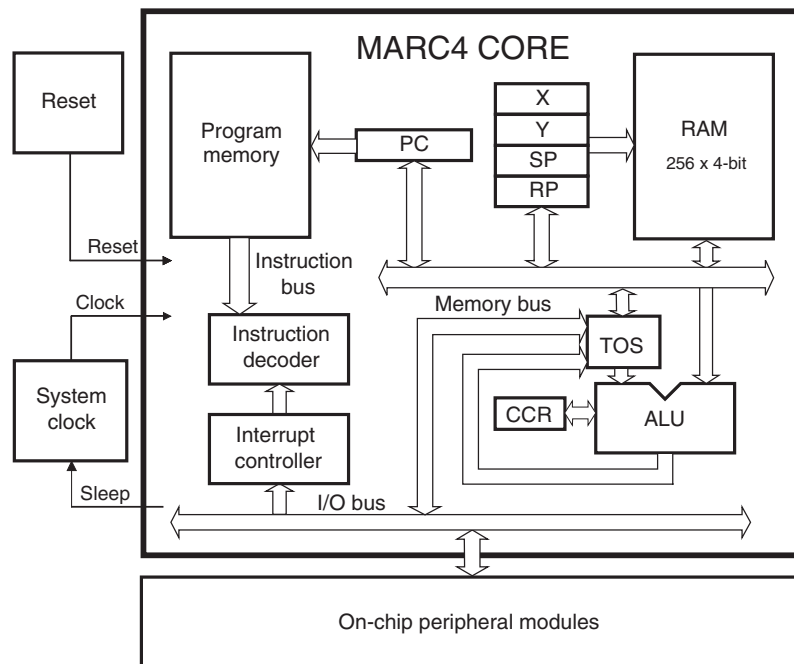 MARC4 CORE
Reset
Program
memory
PC
X
Y
SP
RP
RAM
256 x 4-bit
Reset
Instruction
bus
Clock
Memory bus
Instruction
decoder
TOS
System
clock
CCR
ALU
Interrupt
controller
Sleep
I/O bus
On-chip peripheral modules